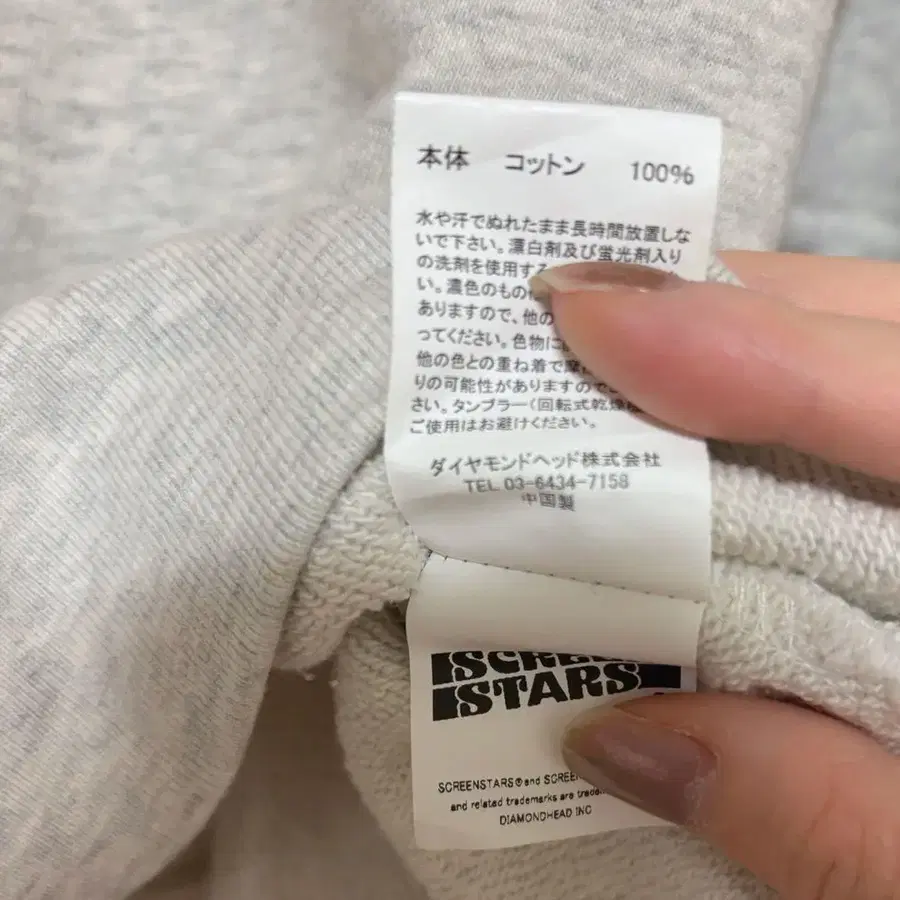 本体 コットン 100%
水や汗でぬれたまま長時間放置しな
いで下さい。漂白剤及び蛍光剤入り
の洗剤を使用する
い。濃色のもの
ありますので、他の
ってください。色物に
他の色との重ね着で摩
りの可能性がありますので
さい。タンブラー(回転式乾燥
ご使用はお避けください。
ダイヤモンドヘッド株式会社
TEL 03-6434-7158
中国製
SCREEN
STARS
SCREENSTARS®and SCREEN
and related trademarks are
DIAMONDHEAD INC